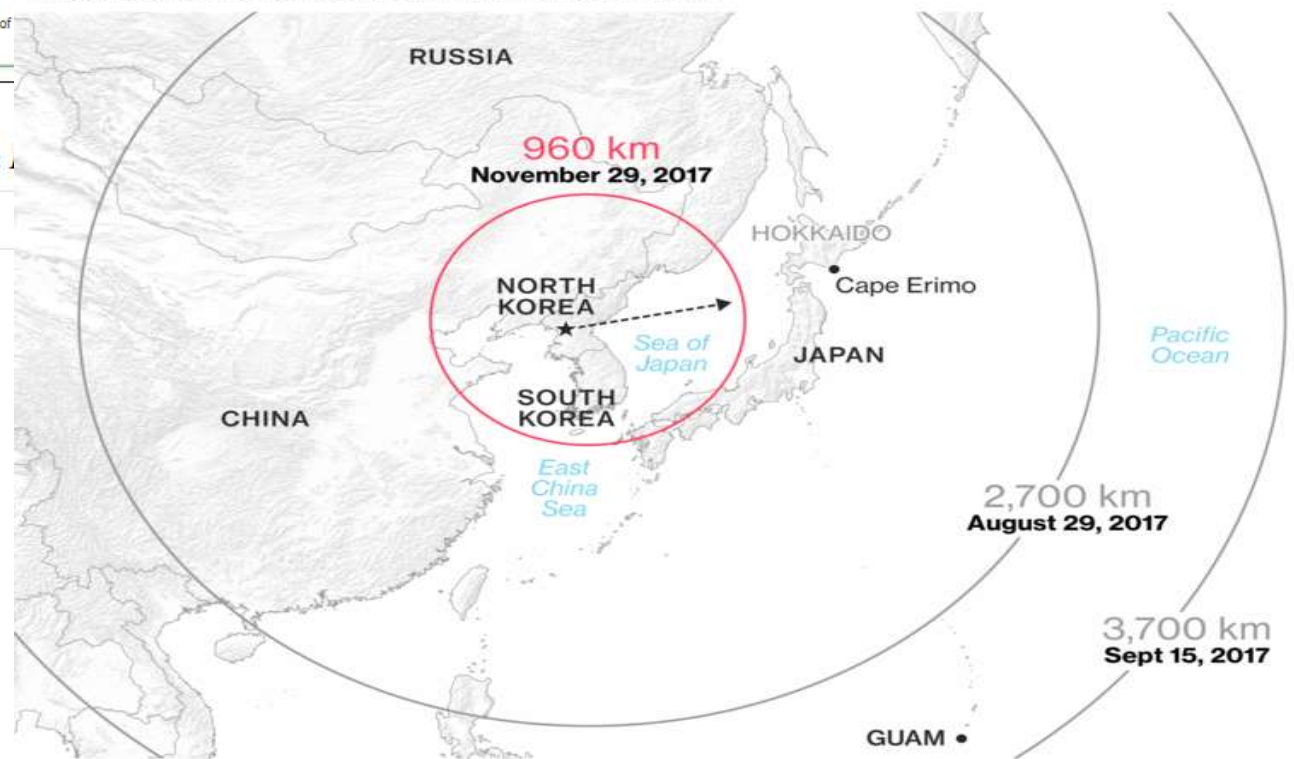 of
RUSSIA
960 km
November 29, 2017
HOKKAIDO
NORTH
KOREA
Cape Erimo
Sea of
Japan
JAPAN
Pacific
Ocean
SOUTH
KOREA
CHINA
East
China
Sea
2,700 km
August 29, 2017
3,700 km
Sept 15, 2017
GUAM